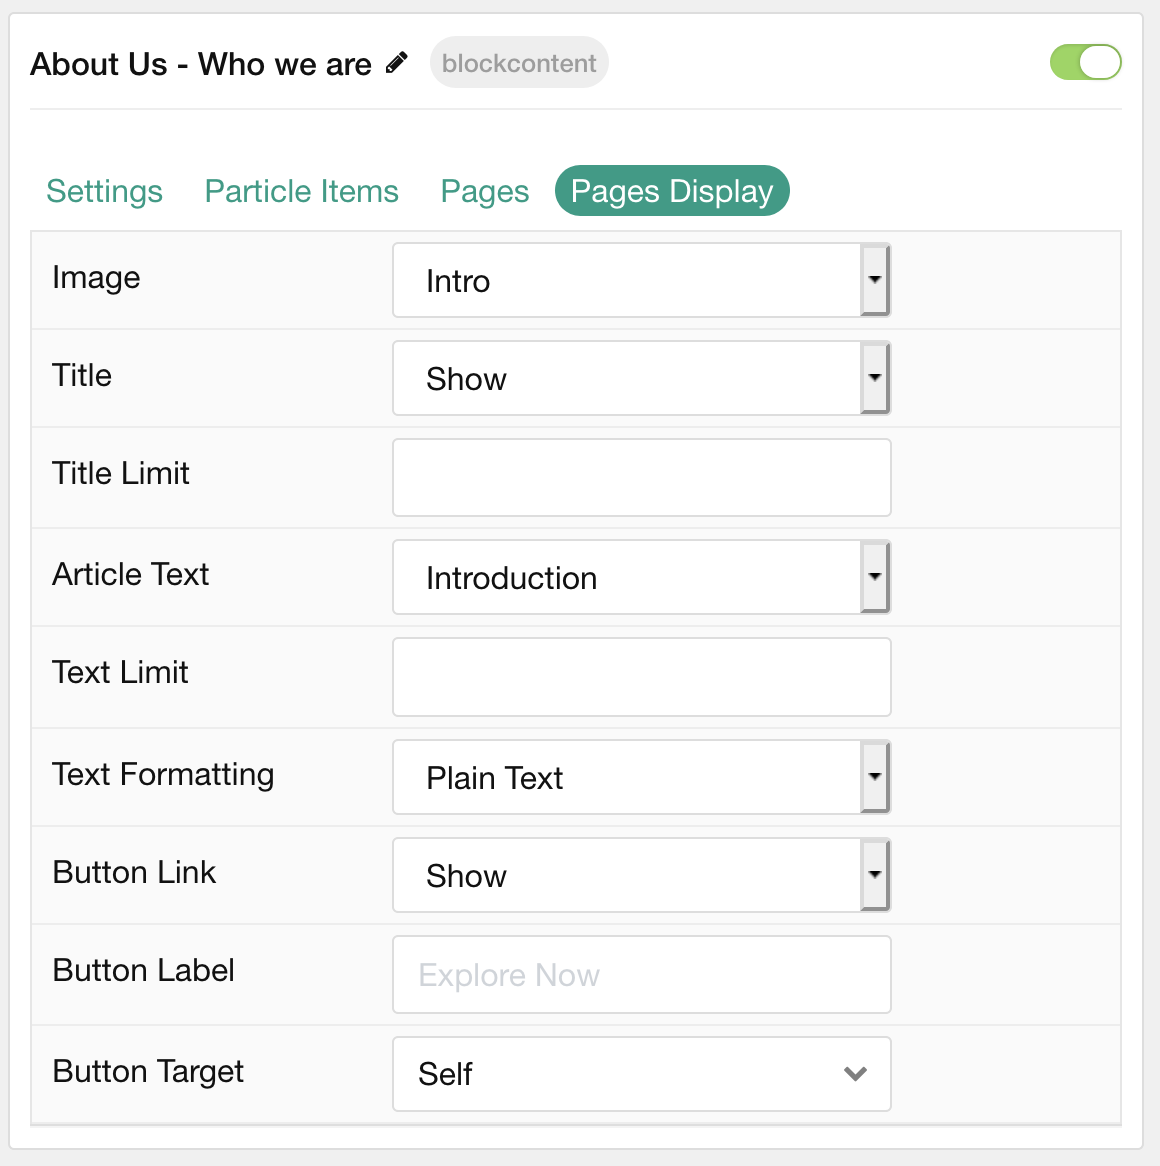 About Us - Who we are blockcontent
Settings Particle Items Pages Pages Display
Image Intro
Title Show
Title Limit
Article Text Introduction
Text Limit
Text Formatting Plain Text
Button Link Show
Button Label Explore Now
Button Target Self